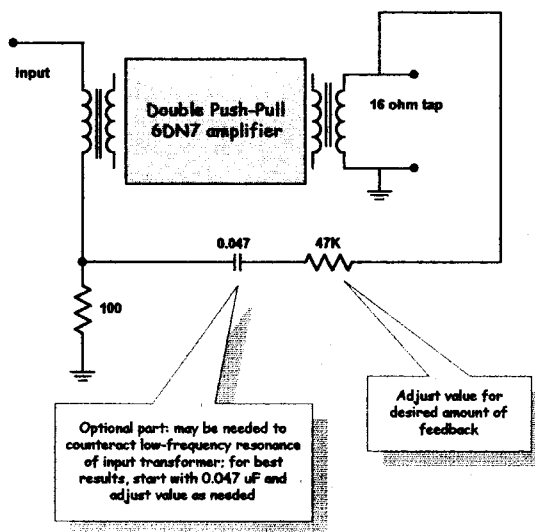 Input
Double Push-Pull
6DN7 amplifier
16 ohm tap
0.047
47K
100
Optional part: may be needed to
counteract low-frequency resonance
of input transformer; for best
results, start with 0.047 uF and
adjust value as needed
Adjust value for
desired amount of
feedback